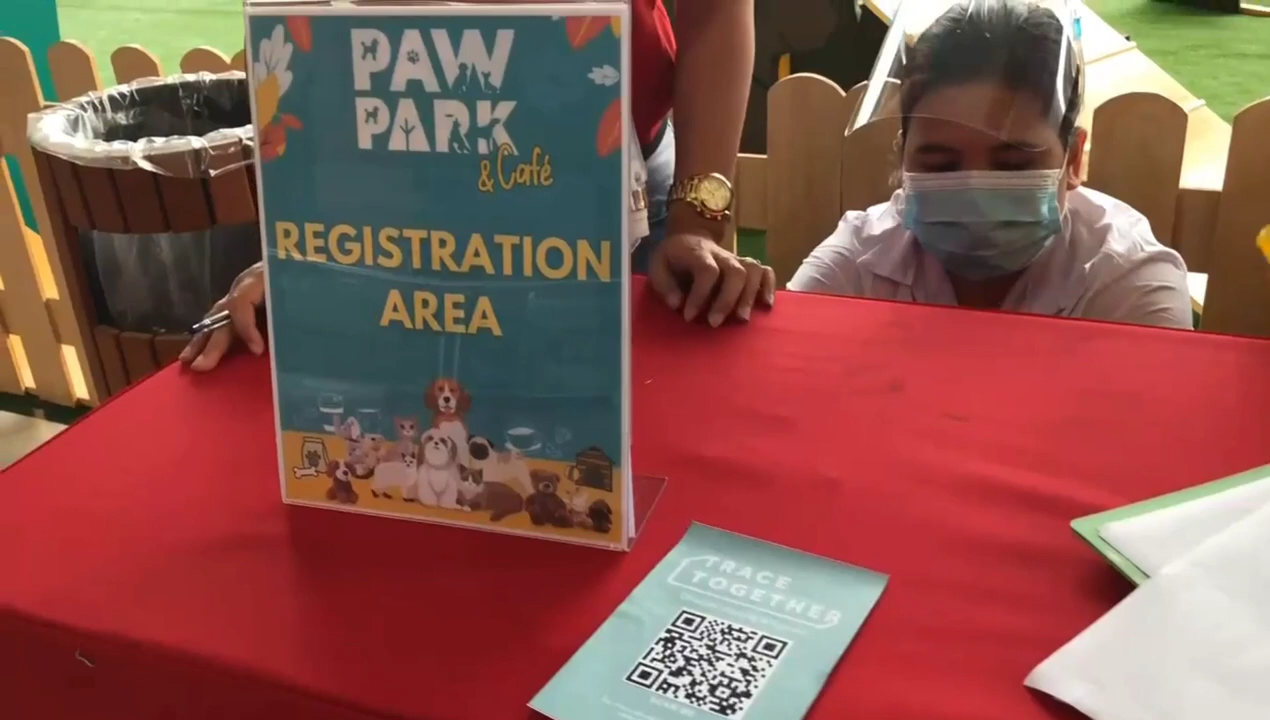 PAW
PARK
& Café
REGISTRATION
AREA
TRACE
TOGETHER